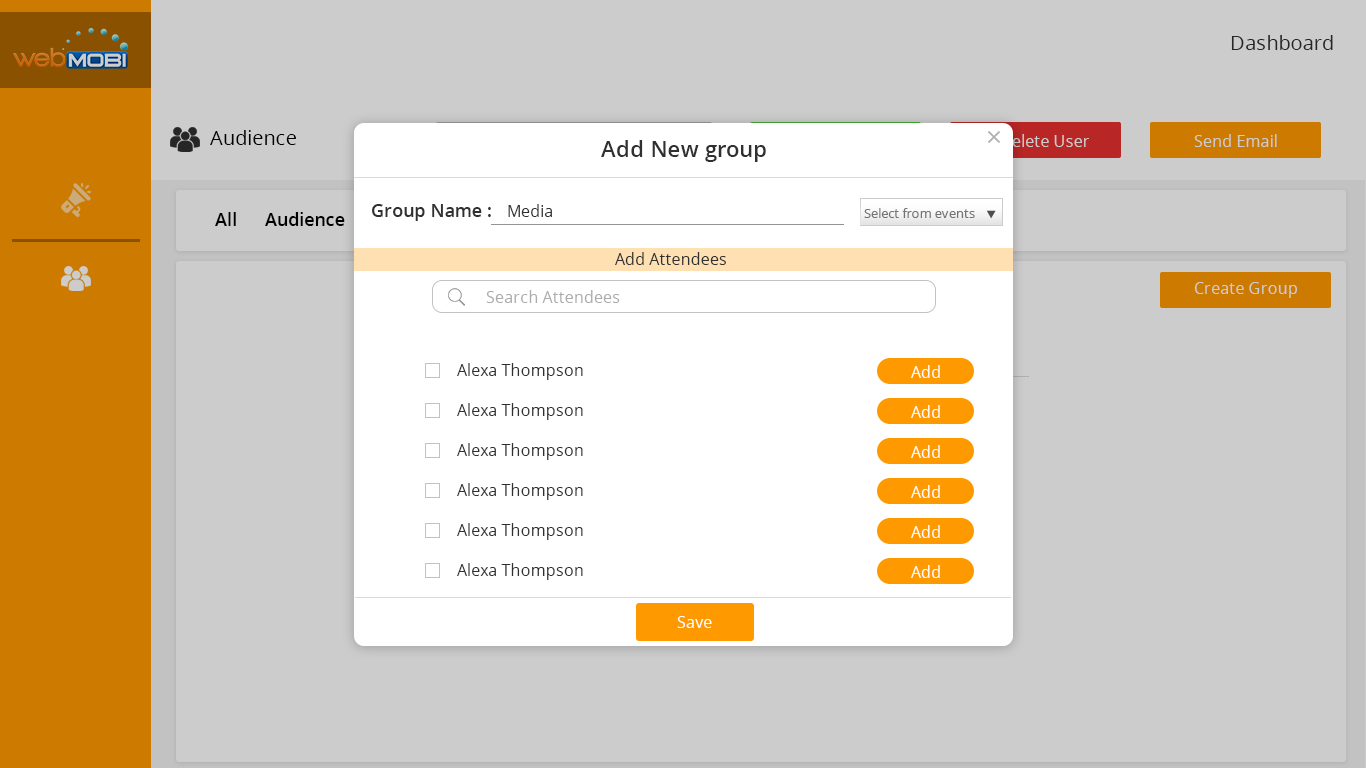 webMOBI
Dashboard
Audience
elete User
Send Email
Add New group
All
Audience
Group Name :
Media
Select from events
Add Attendees
Search Attendees
Create Group
Alexa Thompson
Add
Alexa Thompson
Add
Alexa Thompson
Add
Alexa Thompson
Add
Alexa Thompson
Add
Alexa Thompson
Add
Save